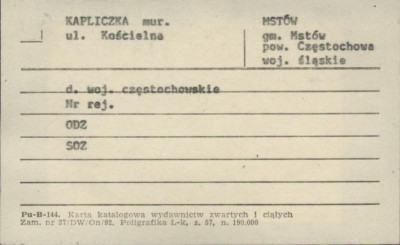 KAPLICZKA mur.
ul. Kościelna
MSTÓW
gm. Mstów
pow. Częstochowa
woj. śląskie
d. woj. częstochowskie
Nr rej.
ODZ
SOZ
Pu-B-144. Karta katalogowa wydawnictw zwartych i ciąłych
Zam. nr 37/DW/On/92. Poligrafika Ł-k, z. 57, n. 190.000